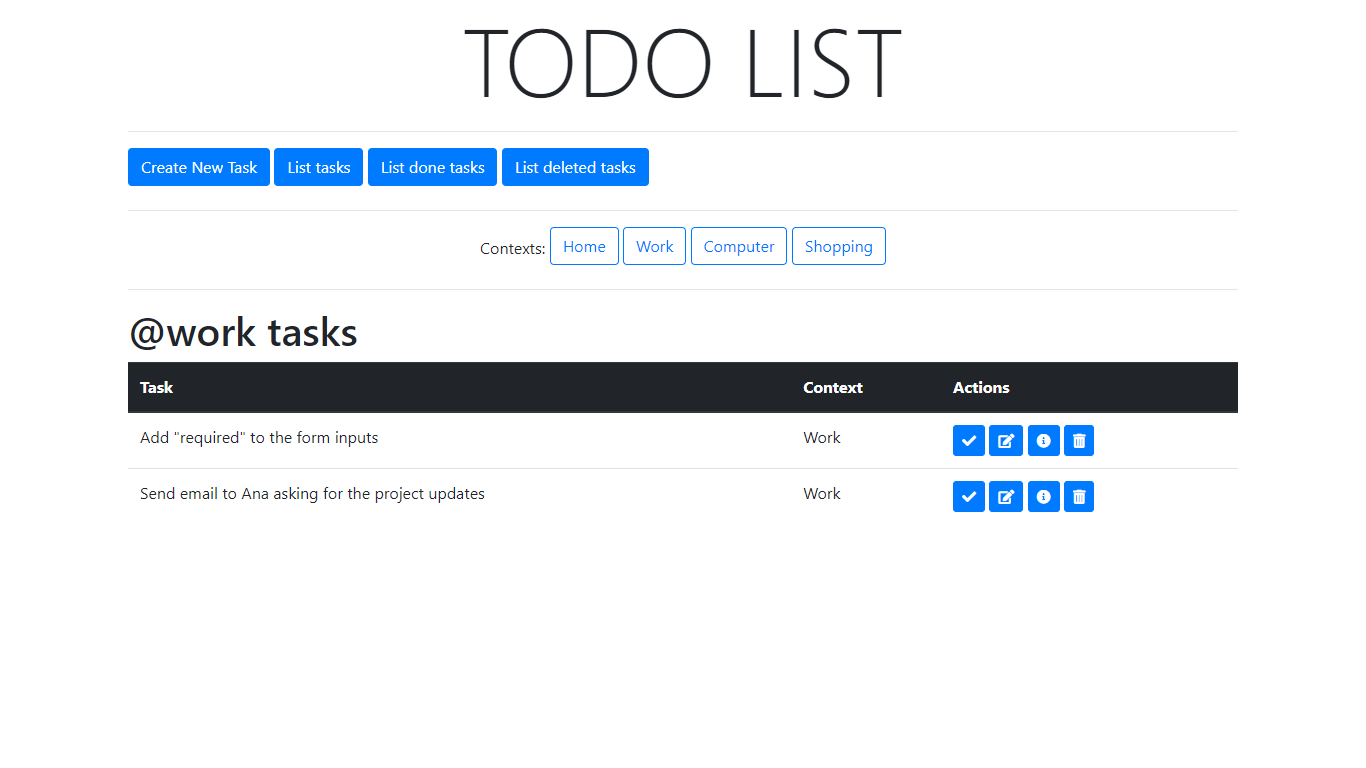 TODO LIST
Create New Task List tasks List done tasks List deleted tasks
Contexts: Home Work Computer Shopping
@work tasks
Task Context Actions
Add "required" to the form inputs Work
Send email to Ana asking for the project updates Work